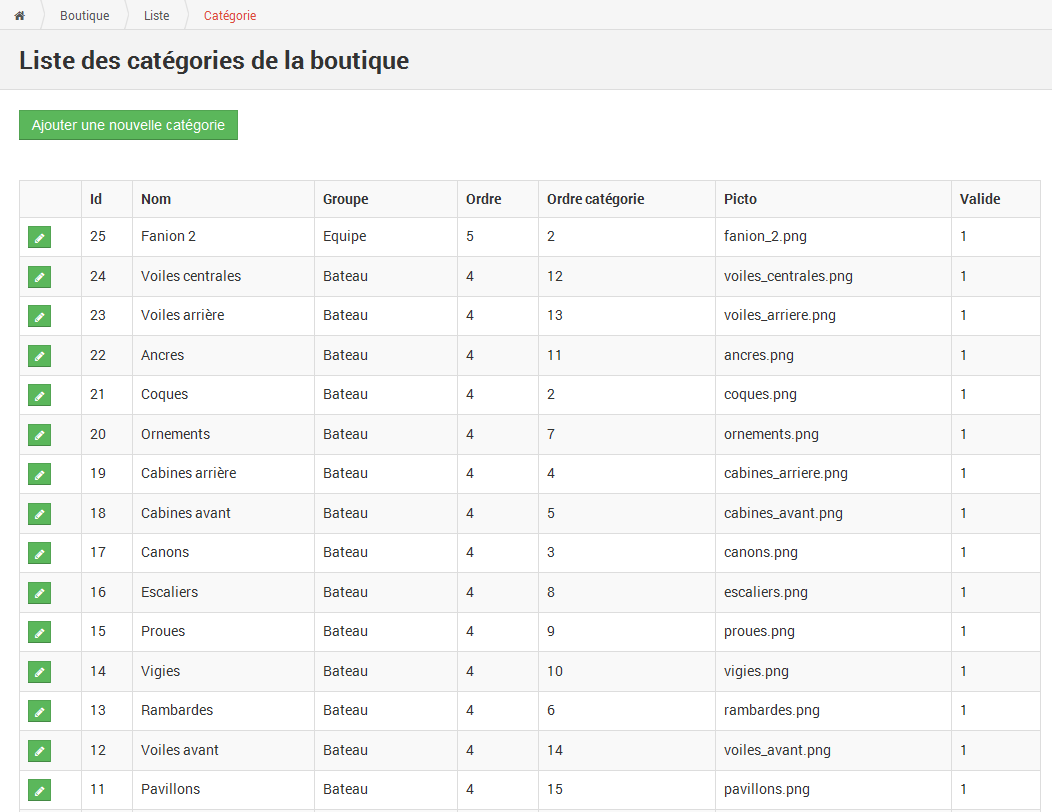 Boutique Liste Catégorie
Liste des catégories de la boutique
Ajouter une nouvelle catégorie
Id Nom Groupe Ordre Ordre catégorie Picto Valide
25 Fanion 2 Equipe 5 2 fanion_2.png 1
24 Voiles centrales Bateau 4 12 voiles_centrales.png 1
23 Voiles arrière Bateau 4 13 voiles_arriere.png 1
22 Ancres Bateau 4 11 ancres.png 1
21 Coques Bateau 4 2 coques.png 1
20 Ornements Bateau 4 7 ornements.png 1
19 Cabines arrière Bateau 4 4 cabines_arriere.png 1
18 Cabines avant Bateau 4 5 cabines_avant.png 1
17 Canons Bateau 4 3 canons.png 1
16 Escaliers Bateau 4 8 escaliers.png 1
15 Proues Bateau 4 9 proues.png 1
14 Vigies Bateau 4 10 vigies.png 1
13 Rambardes Bateau 4 6 rambardes.png 1
12 Voiles avant Bateau 4 14 voiles_avant.png 1
11 Pavillons Bateau 4 15 pavillons.png 1